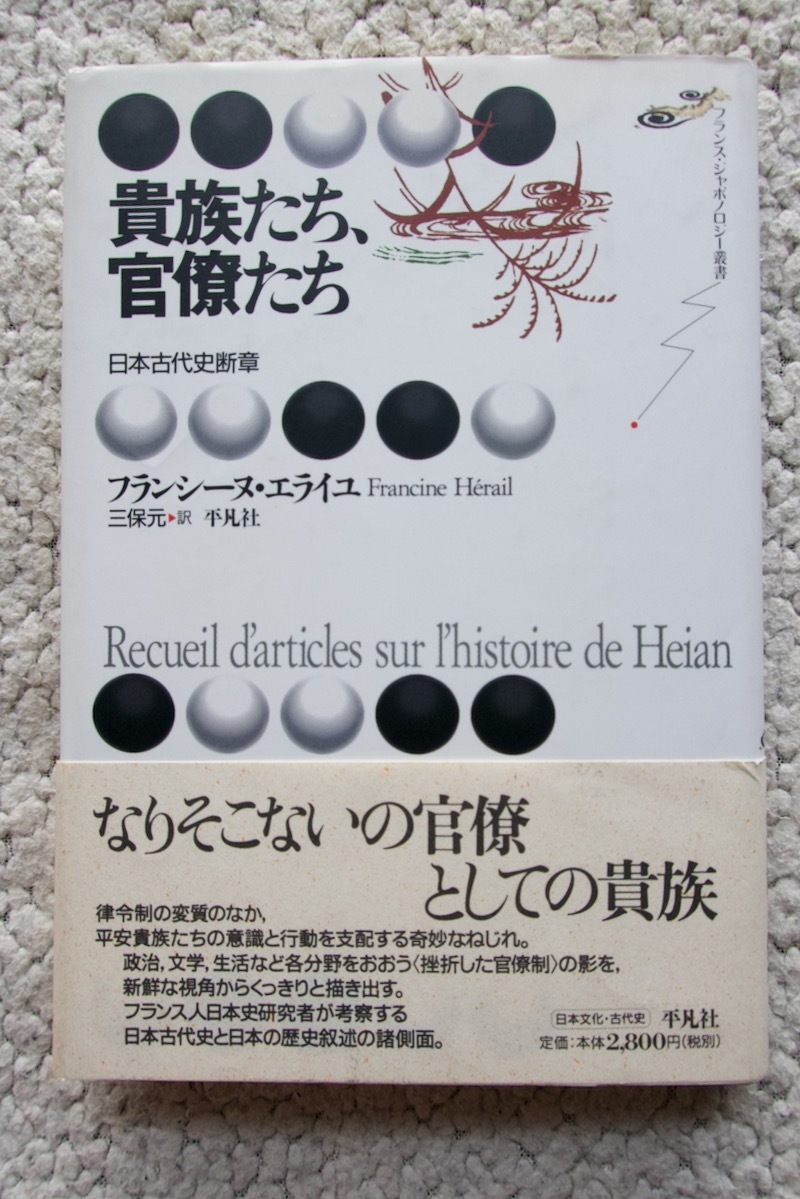 フランス・ジャポノロジー叢書
貴族たち、
官僚たち
日本古代史断章
フランシーヌ・エライユ Francine Hérail
三保元▶訳 平凡社
Recueil d'articles sur l'histoire de Heian
なりそこないの官僚
としての貴族
律令制の変質のなか,
平安貴族たちの意識と行動を支配する奇妙なねじれ。
政治,文学,生活など各分野をおおう〈挫折した官僚制〉の影を,
新鮮な視角からくっきりと描き出す。
フランス人日本史研究者が考察する
日本古代史と日本の歴史叙述の諸側面。
日本文化・古代史 平凡社
定価:本体2,800円(税別)